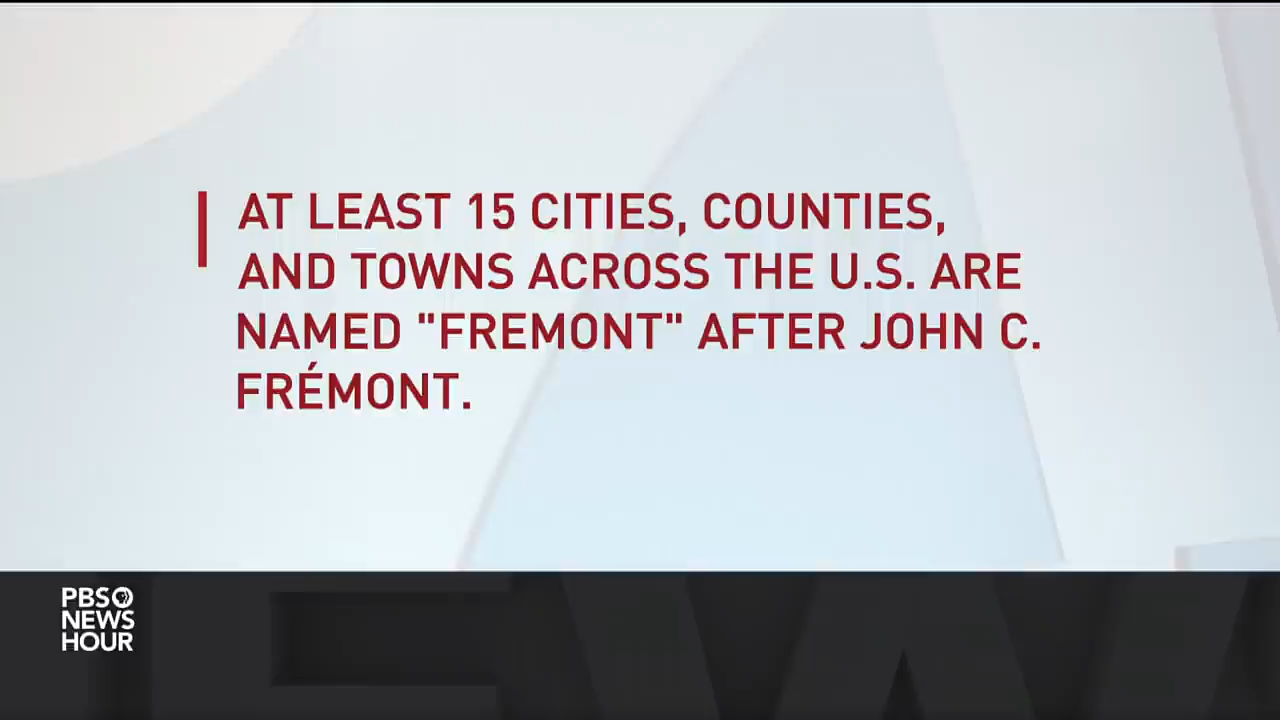 AT LEAST 15 CITIES, COUNTIES,
AND TOWNS ACROSS THE U.S. ARE
NAMED "FREMONT" AFTER JOHN C.
FRÉMONT.
PBS
NEWS
HOUR